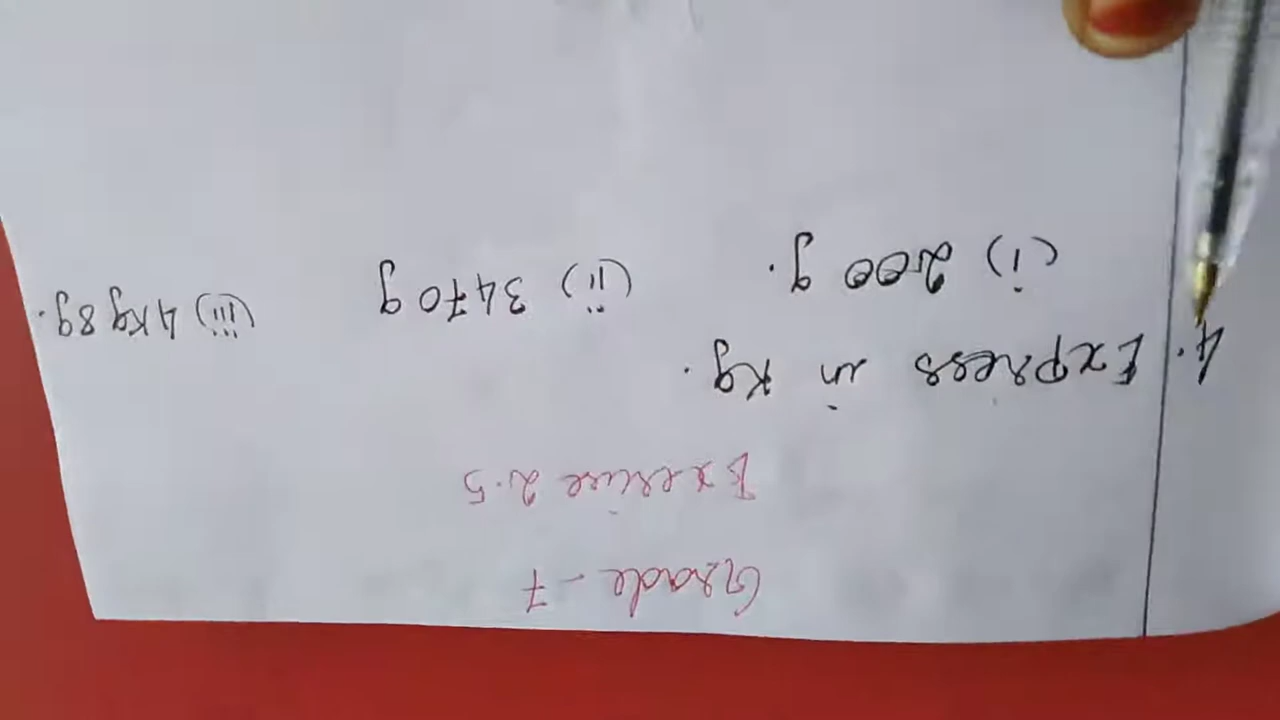 Grade - 7
Exercise 2.5
4. Express in kg.
(i) 200 g. (ii) 3470 g (iii) 4kg 8g.